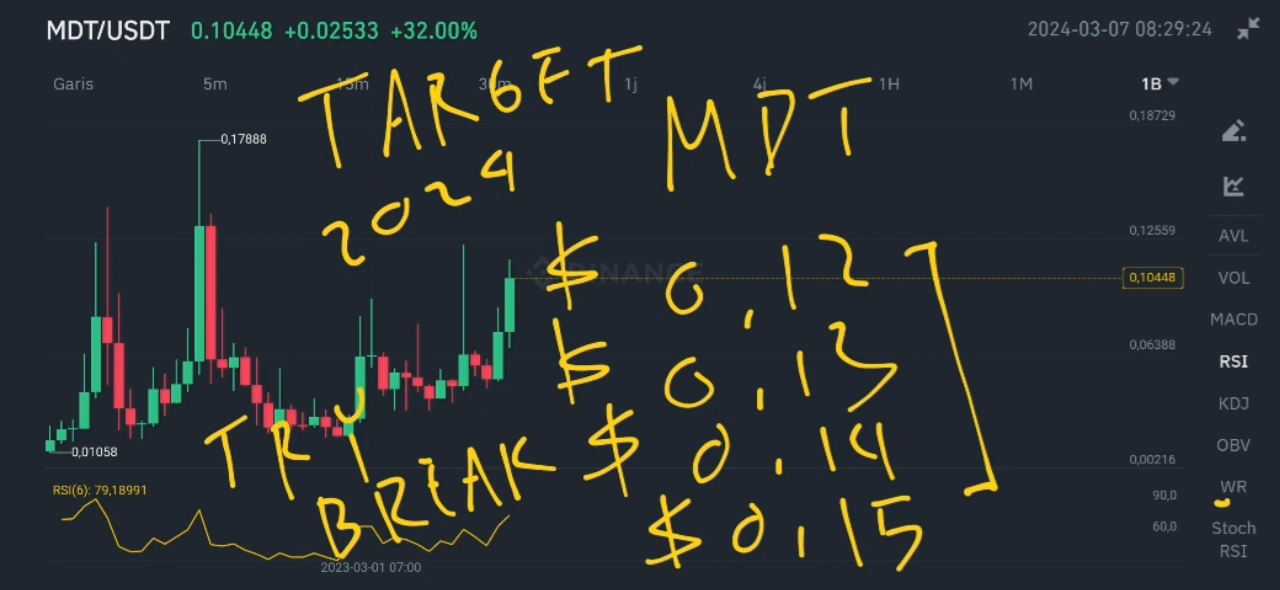 MDT/USDT 0.10448 +0.02533 +32.00% 2024-03-07 08:29:24
Garis 5m 15m 30m 1j 4j 1H 1M 1B
TARGET MDT
2024
0,18729
0,17888
0,12559
AVL
BINANCE
$ 0,12
0,10448
VOL
MACD
0,06388
$ 0,13
RSI
KDJ
TRY
BREAK
$ 0,14
OBV
0,01058
0,00216
RSI(6): 79,18991
90,0
WR
$ 0,15
60,0
Stoch
RSI
2023-03-01 07:00